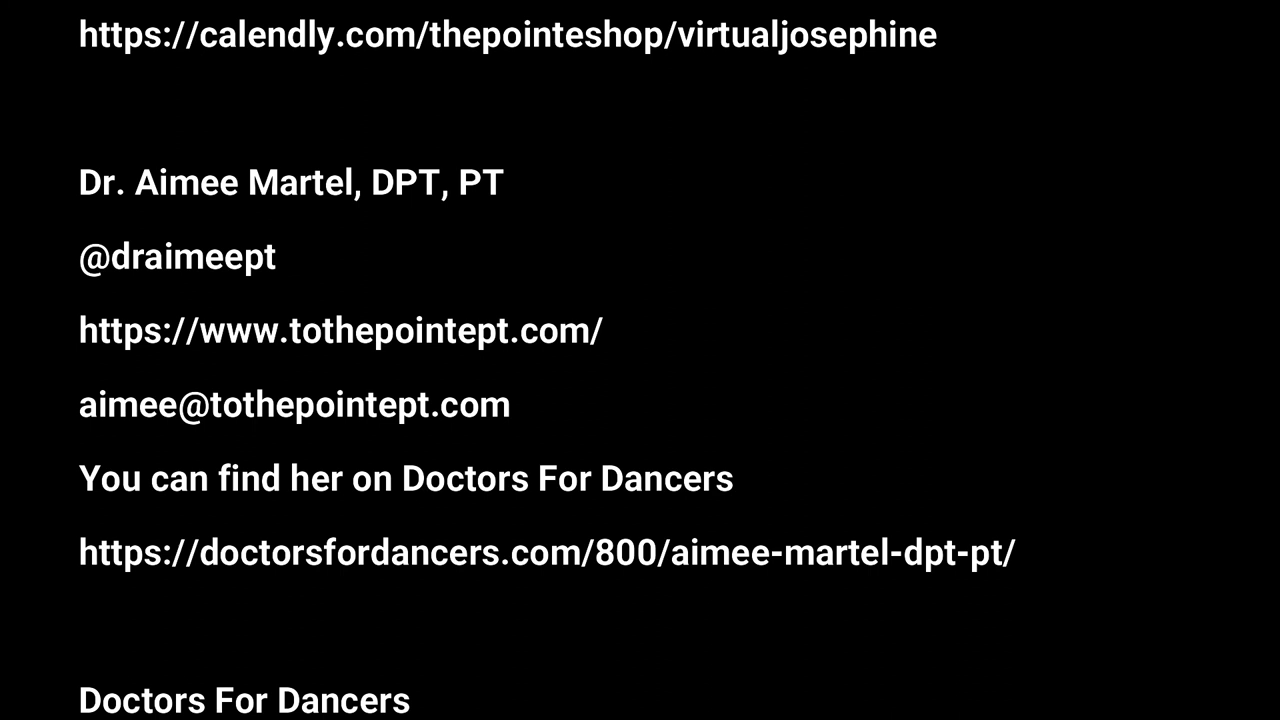 https://calendly.com/thepointeshop/virtualjosephine
Dr. Aimee Martel, DPT, PT
@draimeept
https://www.tothepointept.com/
aimee@tothepointept.com
You can find her on Doctors For Dancers
https://doctorsfordancers.com/800/aimee-martel-dpt-pt/
Doctors For Dancers